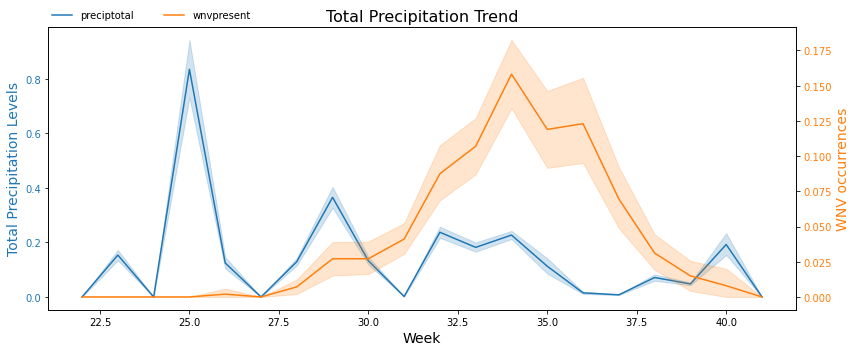 Total Precipitation Trend
preciptotal
wnvpresent
Total Precipitation Levels
0.8
0.6
0.4
0.2
0.0
WNV occurrences
0.175
0.150
0.125
0.100
0.075
0.050
0.025
0.000
22.5 25.0 27.5 30.0 32.5 35.0 37.5 40.0
Week